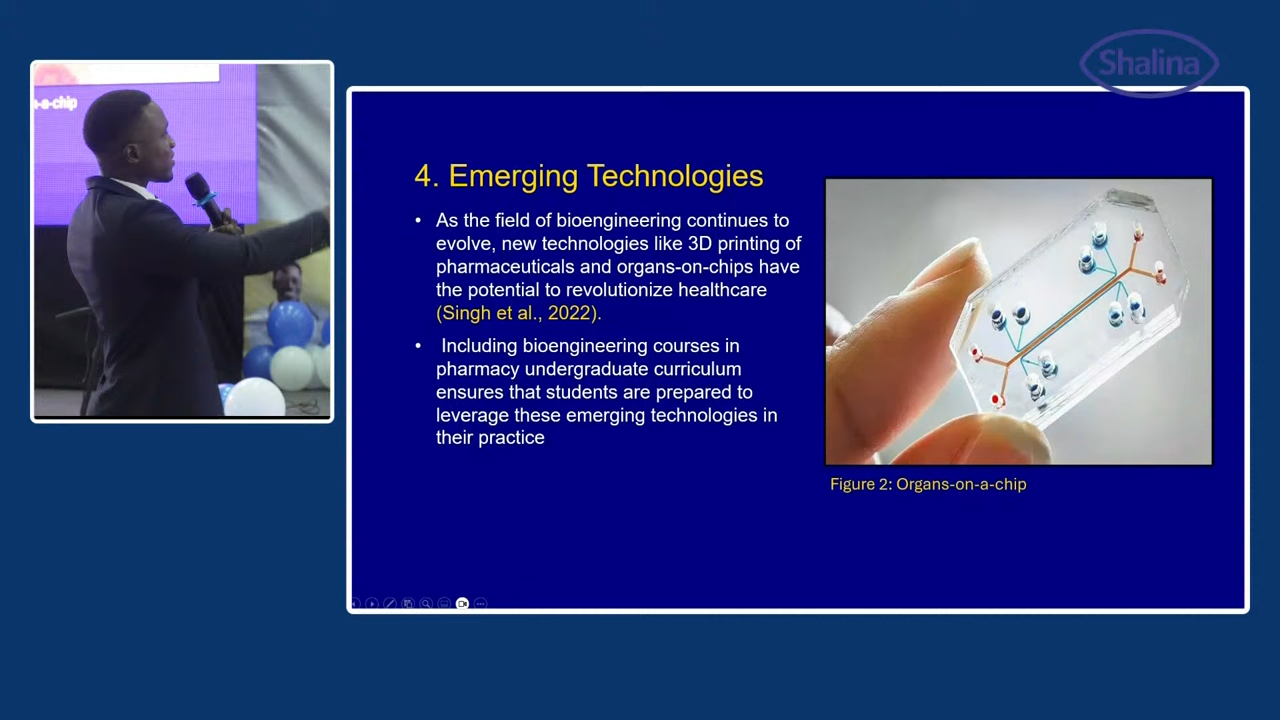 Shalina
a-chip
4. Emerging Technologies
• As the field of bioengineering continues to
evolve, new technologies like 3D printing of
pharmaceuticals and organs-on-chips have
the potential to revolutionize healthcare
(Singh et al., 2022).
• Including bioengineering courses in
pharmacy undergraduate curriculum
ensures that students are prepared to
leverage these emerging technologies in
their practice
Figure 2: Organs-on-a-chip